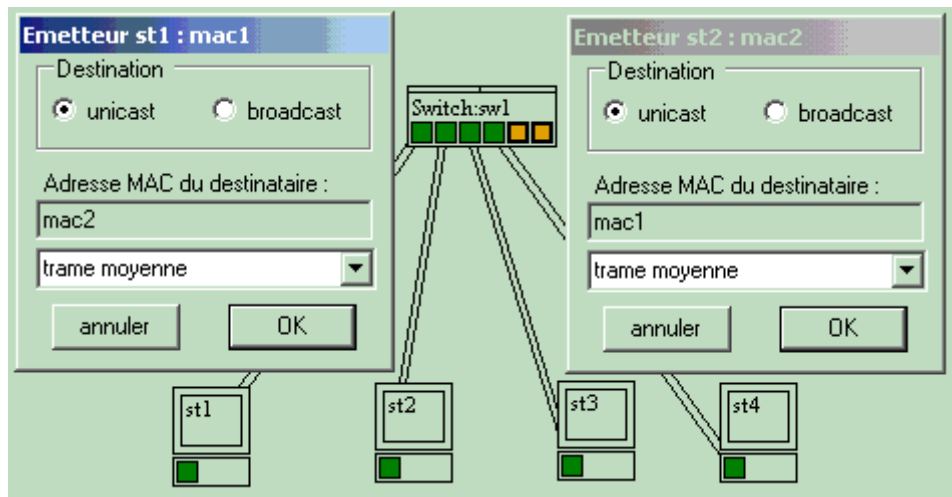 Emetteur st1 : mac1
Destination
unicast broadcast
Adresse MAC du destinataire :
mac2
trame moyenne
annuler OK
Switch:sw1
Emetteur st2 : mac2
Destination
unicast broadcast
Adresse MAC du destinataire :
mac1
trame moyenne
annuler OK
st1
st2
st3
st4